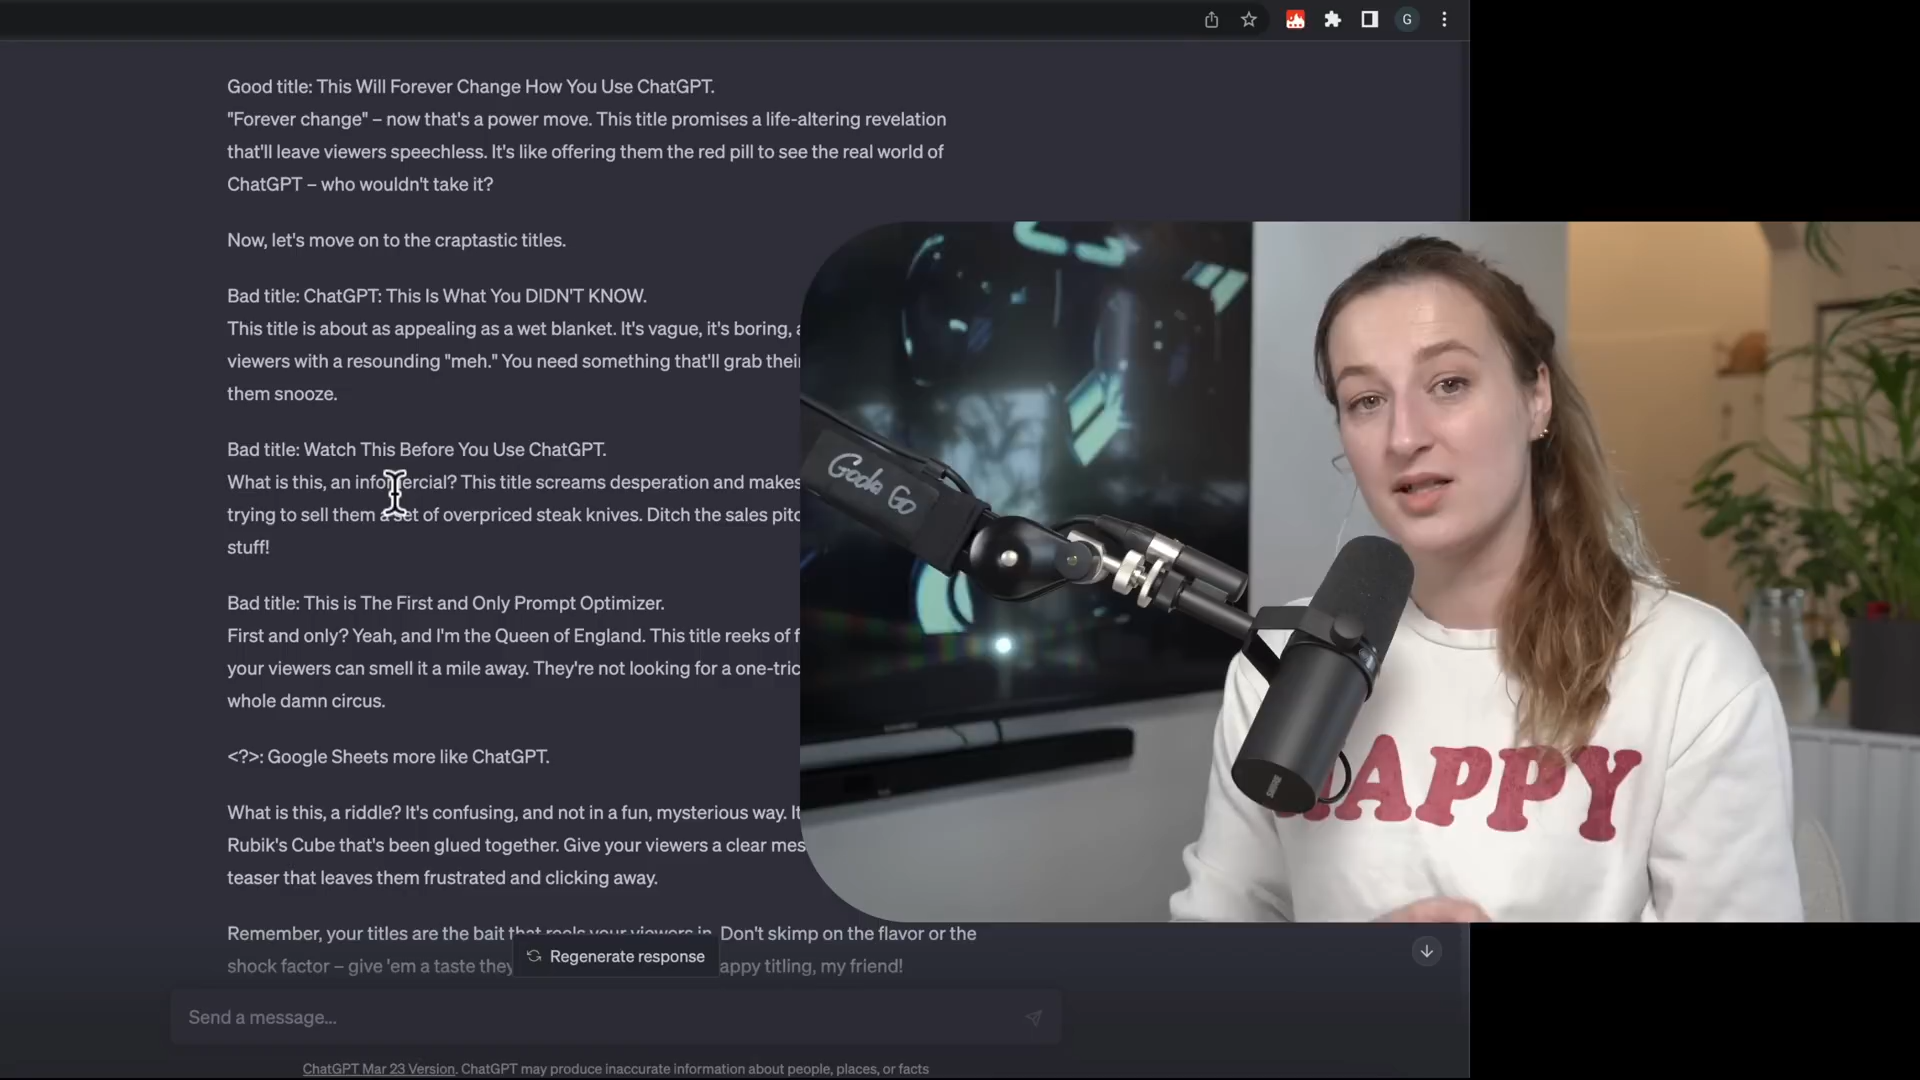 G
Good title: This Will Forever Change How You Use ChatGPT.
"Forever change" – now that's a power move. This title promises a life-altering revelation
that'll leave viewers speechless. It's like offering them the red pill to see the real world of
ChatGPT – who wouldn't take it?
Now, let's move on to the craptastic titles.
Bad title: ChatGPT: This Is What You DIDN'T KNOW.
This title is about as appealing as a wet blanket. It's vague, it's boring,
viewers with a resounding "meh." You need something that'll grab their
them snooze.
Bad title: Watch This Before You Use ChatGPT.
What is this, an infomercial? This title screams desperation and makes
trying to sell them a set of overpriced steak knives. Ditch the sales
stuff!
Bad title: This is The First and Only Prompt Optimizer.
First and only? Yeah, and I'm the Queen of England. This title reeks of
your viewers can smell it a mile away. They're not looking for a
whole damn circus.
<?>: Google Sheets more like ChatGPT.
What is this, a riddle? It's confusing, and not in a fun, mysterious way.
Rubik's Cube that's been glued together. Give your viewers a clear
teaser that leaves them frustrated and clicking away.
Remember, your titles are the bait that reels your viewers in. Don't skimp on the flavor or the
shock factor – give 'em a taste they
appy titling, my friend!
Regenerate response
Send a message...
ChatGPT Mar 23 Version. ChatGPT may produce inaccurate information about people, places, or facts
Goda Go
SHURE
HAPPY